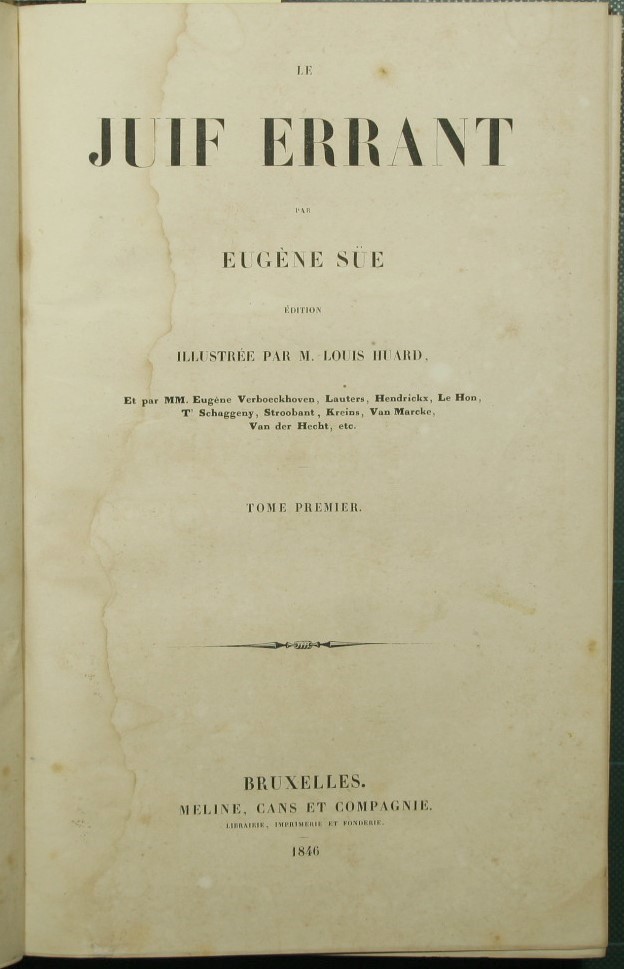 LE
JUIF ERRANT
PAR
EUGÈNE SÜE
ÉDITION
ILLUSTRÉE PAR M. LOUIS HUARD,
Et par MM. Eugène Verboeckhoven, Lauters, Hendrickx, Le Hon,
Tˢ Schaggeny, Stroobant, Kreins, Van Marcke,
Van der Hecht, etc.
TOME PREMIER.
BRUXELLES.
MELINE, CANS ET COMPAGNIE.
LIBRAIRIE, IMPRIMERIE ET FONDERIE.
1846